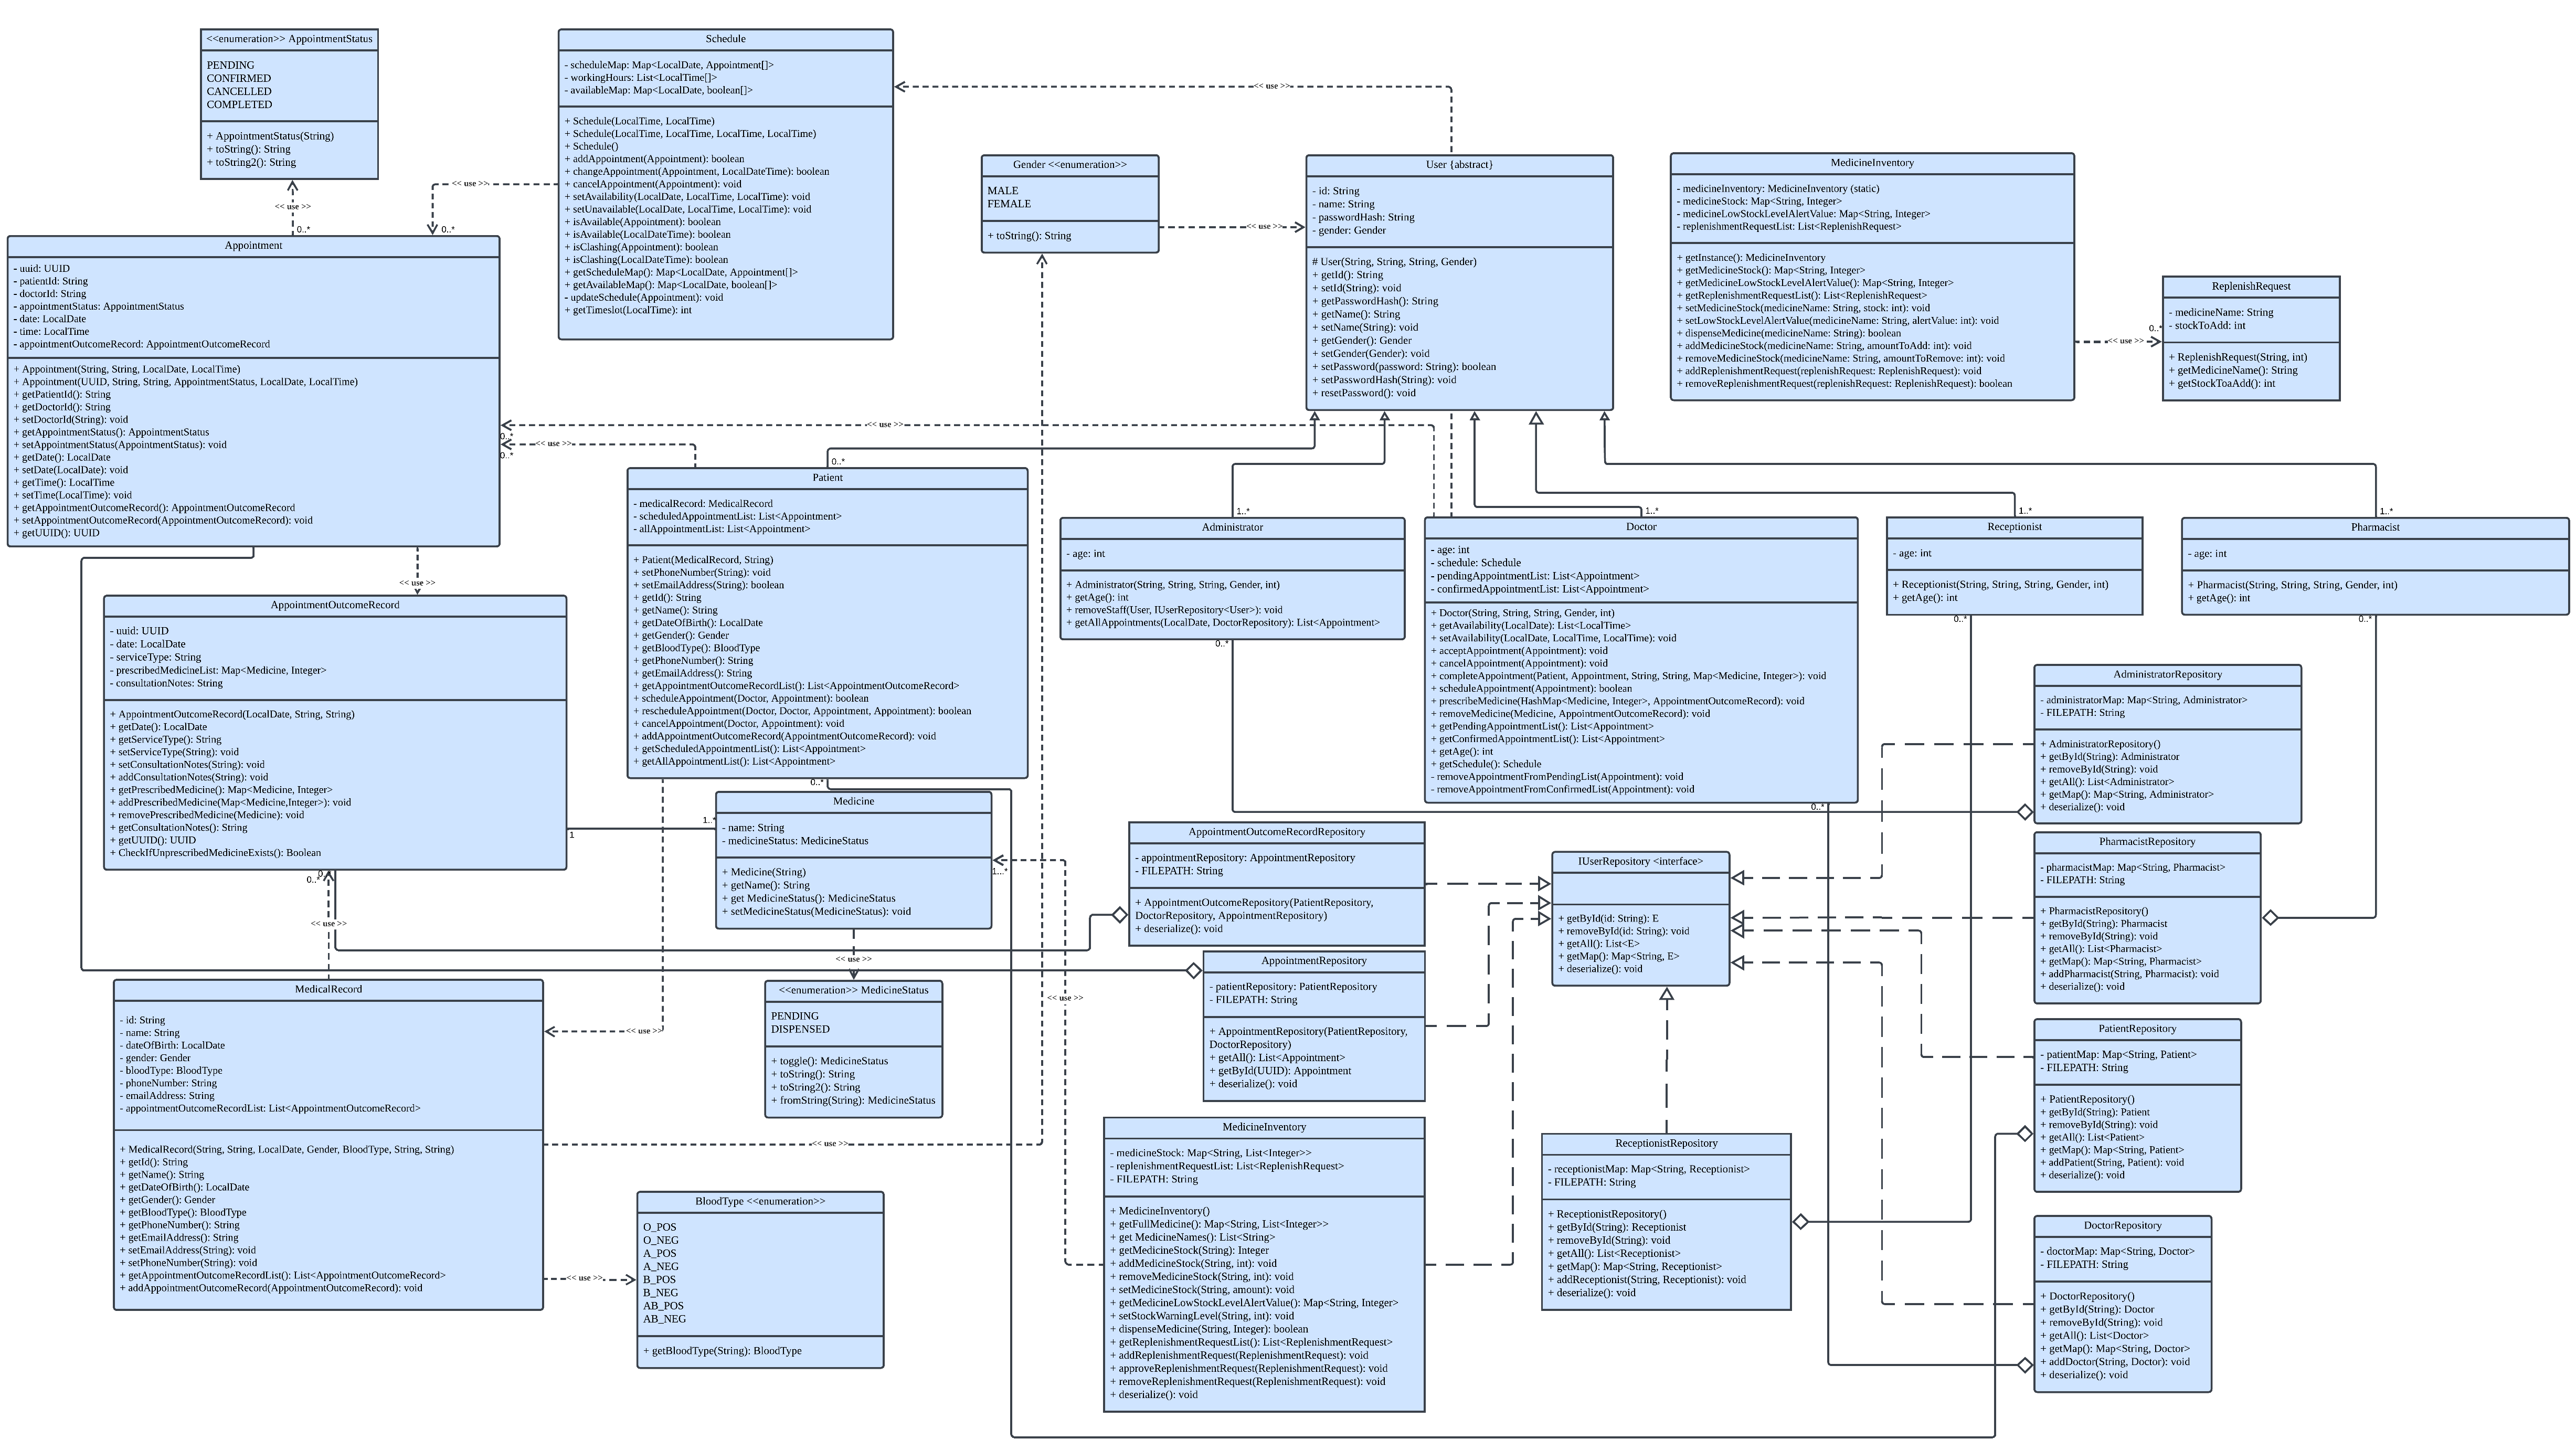 <<enumeration>> AppointmentStatus
PENDING
CONFIRMED
CANCELLED
COMPLETED
+ AppointmentStatus(String)
+ toString(): String
+ toString2(): String
<< use >>
0..*
Schedule
- scheduleMap: Map<LocalDate, Appointment[]>
- workingHours: List<LocalTime[]>
- availableMap: Map<LocalDate, boolean[]>
+ Schedule(LocalTime, LocalTime)
+ Schedule(LocalTime, LocalTime, LocalTime, LocalTime)
+ Schedule()
+ addAppointment(Appointment): boolean
+ changeAppointment(Appointment, LocalDateTime): boolean
+ cancelAppointment(Appointment): void
+ setAvailability(LocalDate, LocalTime, LocalTime): void
+ setUnavailable(LocalDate, LocalTime, LocalTime): void
+ isAvailable(Appointment): boolean
+ isAvailable(LocalDateTime): boolean
+ isClashing(Appointment): boolean
+ isClashing(LocalDateTime): boolean
+ getScheduleMap(): Map<LocalDate, Appointment[]>
+ getAvailableMap(): Map<LocalDate, boolean[]>
- updateSchedule(Appointment): void
+ getTimeslot(LocalTime): int
<< use >>
0..*
<< use >>
Gender <<enumeration>>
MALE
FEMALE
+ toString(): String
<< use >>
User {abstract}
- id: String
- name: String
- passwordHash: String
- gender: Gender
# User(String, String, String, Gender)
+ getId(): String
+ setId(String): void
+ getPasswordHash(): String
+ getName(): String
+ setName(String): void
+ getGender(): Gender
+ setGender(Gender): void
+ setPassword(password: String): boolean
+ setPasswordHash(String): void
+ resetPassword(): void
MedicineInventory
- medicineInventory: MedicineInventory (static)
- medicineStock: Map<String, Integer>
- medicineLowStockLevelAlertValue: Map<String, Integer>
- replenishmentRequestList: List<ReplenishRequest>
+ getInstance(): MedicineInventory
+ getMedicineStock(): Map<String, Integer>
+ getMedicineLowStockLevelAlertValue(): Map<String, Integer>
+ getReplenishmentRequestList(): List<ReplenishRequest>
+ setMedicineStock(medicineName: String, stock: int): void
+ setLowStockLevelAlertValue(medicineName: String, alertValue: int): void
+ dispenseMedicine(medicineName: String): boolean
+ addMedicineStock(medicineName: String, amountToAdd: int): void
+ removeMedicineStock(medicineName: String, amountToRemove: int): void
+ addReplenishmentRequest(replenishRequest: ReplenishRequest): void
+ removeReplenishmentRequest(replenishRequest: ReplenishRequest): boolean
0..*
<< use >>
ReplenishRequest
- medicineName: String
- stockToAdd: int
+ ReplenishRequest(String, int)
+ getMedicineName(): String
+ getStockToaAdd(): int
Appointment
- uuid: UUID
- patientId: String
- doctorId: String
- appointmentStatus: AppointmentStatus
- date: LocalDate
- time: LocalTime
- appointmentOutcomeRecord: AppointmentOutcomeRecord
+ Appointment(String, String, LocalDate, LocalTime)
+ Appointment(UUID, String, String, AppointmentStatus, LocalDate, LocalTime)
+ getPatientId(): String
+ getDoctorId(): String
+ setDoctorId(String): void
+ getAppointmentStatus(): AppointmentStatus
+ setAppointmentStatus(AppointmentStatus): void
+ getDate(): LocalDate
+ setDate(LocalDate): void
+ getTime(): LocalTime
+ setTime(LocalTime): void
+ getAppointmentOutcomeRecord(): AppointmentOutcomeRecord
+ setAppointmentOutcomeRecord(AppointmentOutcomeRecord): void
+ getUUID(): UUID
<< use >>
0..*
<< use >>
0..*
<< use >>
0..*
Patient
- medicalRecord: MedicalRecord
- scheduledAppointmentList: List<Appointment>
- allAppointmentList: List<Appointment>
+ Patient(MedicalRecord, String)
+ setPhoneNumber(String): void
+ setEmailAddress(String): boolean
+ getId(): String
+ getName(): String
+ getDateOfBirth(): LocalDate
+ getGender(): Gender
+ getBloodType(): BloodType
+ getPhoneNumber(): String
+ getEmailAddress(): String
+ getAppointmentOutcomeRecordList(): List<AppointmentOutcomeRecord>
+ scheduleAppointment(Doctor, Appointment): boolean
+ rescheduleAppointment(Doctor, Doctor, Appointment, Appointment): boolean
+ cancelAppointment(Doctor, Appointment): void
+ addAppointmentOutcomeRecord(AppointmentOutcomeRecord): void
+ getScheduledAppointmentList(): List<Appointment>
+ getAllAppointmentList(): List<Appointment>
0..*
1..*
Administrator
- age: int
+ Administrator(String, String, String, Gender, int)
+ getAge(): int
+ removeStaff(User, IUserRepository<User>): void
+ getAllAppointments(LocalDate, DoctorRepository): List<Appointment>
0..*
1..*
Doctor
- age: int
- schedule: Schedule
- pendingAppointmentList: List<Appointment>
- confirmedAppointmentList: List<Appointment>
+ Doctor(String, String, String, Gender, int)
+ getAvailability(LocalDate): List<LocalTime>
+ setAvailability(LocalDate, LocalTime, LocalTime): void
+ acceptAppointment(Appointment): void
+ cancelAppointment(Appointment): void
+ completeAppointment(Patient, Appointment, String, String, Map<Medicine, Integer>): void
+ scheduleAppointment(Appointment): boolean
+ prescribeMedicine(HashMap<Medicine, Integer>, AppointmentOutcomeRecord): void
+ removeMedicine(Medicine, AppointmentOutcomeRecord): void
+ getPendingAppointmentList(): List<Appointment>
+ getConfirmedAppointmentList(): List<Appointment>
+ getAge(): int
+ getSchedule(): Schedule
- removeAppointmentFromPendingList(Appointment): void
- removeAppointmentFromConfirmedList(Appointment): void
0..*
1..*
Receptionist
- age: int
+ Receptionist(String, String, String, Gender, int)
+ getAge(): int
0..*
1..*
Pharmacist
- age: int
+ Pharmacist(String, String, String, Gender, int)
+ getAge(): int
0..*
AppointmentOutcomeRecord
- uuid: UUID
- date: LocalDate
- serviceType: String
- prescribedMedicineList: Map<Medicine, Integer>
- consultationNotes: String
+ AppointmentOutcomeRecord(LocalDate, String, String)
+ getDate(): LocalDate
+ getServiceType(): String
+ setServiceType(String): void
+ setConsultationNotes(String): void
+ addConsultationNotes(String): void
+ getPrescribedMedicine(): Map<Medicine, Integer>
+ addPrescribedMedicine(Map<Medicine,Integer>): void
+ removePrescribedMedicine(Medicine): void
+ getConsultationNotes(): String
+ getUUID(): UUID
+ CheckIfUnprescribedMedicineExists(): Boolean
1
1..*
0..*
0..*
<< use >>
Medicine
- name: String
- medicineStatus: MedicineStatus
+ Medicine(String)
+ getName(): String
+ get MedicineStatus(): MedicineStatus
+ setMedicineStatus(MedicineStatus): void
1...*
<< use >>
<<enumeration>> MedicineStatus
PENDING
DISPENSED
+ toggle(): MedicineStatus
+ toString(): String
+ toString2(): String
+ fromString(String): MedicineStatus
<< use >>
<< use >>
AppointmentOutcomeRecordRepository
- appointmentRepository: AppointmentRepository
- FILEPATH: String
+ AppointmentOutcomeRepository(PatientRepository,
DoctorRepository, AppointmentRepository)
+ deserialize(): void
AppointmentRepository
- patientRepository: PatientRepository
- FILEPATH: String
+ AppointmentRepository(PatientRepository,
DoctorRepository)
+ getAll(): List<Appointment>
+ getById(UUID): Appointment
+ deserialize(): void
IUserRepository <interface>
+ getById(id: String): E
+ removeById(id: String): void
+ getAll(): List<E>
+ getMap(): Map<String, E>
+ deserialize(): void
AdministratorRepository
- administratorMap: Map<String, Administrator>
- FILEPATH: String
+ AdministratorRepository()
+ getById(String): Administrator
+ removeById(String): void
+ getAll(): List<Administrator>
+ getMap(): Map<String, Administrator>
+ deserialize(): void
PharmacistRepository
- pharmacistMap: Map<String, Pharmacist>
- FILEPATH: String
+ PharmacistRepository()
+ getById(String): Pharmacist
+ removeById(String): void
+ getAll(): List<Pharmacist>
+ getMap(): Map<String, Pharmacist>
+ addPharmacist(String, Pharmacist): void
+ deserialize(): void
PatientRepository
- patientMap: Map<String, Patient>
- FILEPATH: String
+ PatientRepository()
+ getById(String): Patient
+ removeById(String): void
+ getAll(): List<Patient>
+ getMap(): Map<String, Patient>
+ addPatient(String, Patient): void
+ deserialize(): void
MedicalRecord
- id: String
- name: String
- dateOfBirth: LocalDate
- gender: Gender
- bloodType: BloodType
- phoneNumber: String
- emailAddress: String
- appointmentOutcomeRecordList: List<AppointmentOutcomeRecord>
+ MedicalRecord(String, String, LocalDate, Gender, BloodType, String, String)
+ getId(): String
+ getName(): String
+ getDateOfBirth(): LocalDate
+ getGender(): Gender
+ getBloodType(): BloodType
+ getPhoneNumber(): String
+ getEmailAddress(): String
+ setEmailAddress(String): void
+ setPhoneNumber(String): void
+ getAppointmentOutcomeRecordList(): List<AppointmentOutcomeRecord>
+ addAppointmentOutcomeRecord(AppointmentOutcomeRecord): void
<< use >>
<< use >>
BloodType <<enumeration>>
O_POS
O_NEG
A_POS
A_NEG
B_POS
B_NEG
AB_POS
AB_NEG
+ getBloodType(String): BloodType
MedicineInventory
- medicineStock: Map<String, List<Integer>>
- replenishmentRequestList: List<ReplenishRequest>
- FILEPATH: String
+ MedicineInventory()
+ getFullMedicine(): Map<String, List<Integer>>
+ get MedicineNames(): List<String>
+ getMedicineStock(String): Integer
+ addMedicineStock(String, int): void
+ removeMedicineStock(String, int): void
+ setMedicineStock(String, amount): void
+ getMedicineLowStockLevelAlertValue(): Map<String, Integer>
+ setStockWarningLevel(String, int): void
+ dispenseMedicine(String, Integer): boolean
+ getReplenishmentRequestList(): List<ReplenishmentRequest>
+ addReplenishmentRequest(ReplenishmentRequest): void
+ approveReplenishmentRequest(ReplenishmentRequest): void
+ removeReplenishmentRequest(ReplenishmentRequest): void
+ deserialize(): void
ReceptionistRepository
- receptionistMap: Map<String, Receptionist>
- FILEPATH: String
+ ReceptionistRepository()
+ getById(String): Receptionist
+ removeById(String): void
+ getAll(): List<Receptionist>
+ getMap(): Map<String, Receptionist>
+ addReceptionist(String, Receptionist): void
+ deserialize(): void
DoctorRepository
- doctorMap: Map<String, Doctor>
- FILEPATH: String
+ DoctorRepository()
+ getById(String): Doctor
+ removeById(String): void
+ getAll(): List<Doctor>
+ getMap(): Map<String, Doctor>
+ addDoctor(String, Doctor): void
+ deserialize(): void